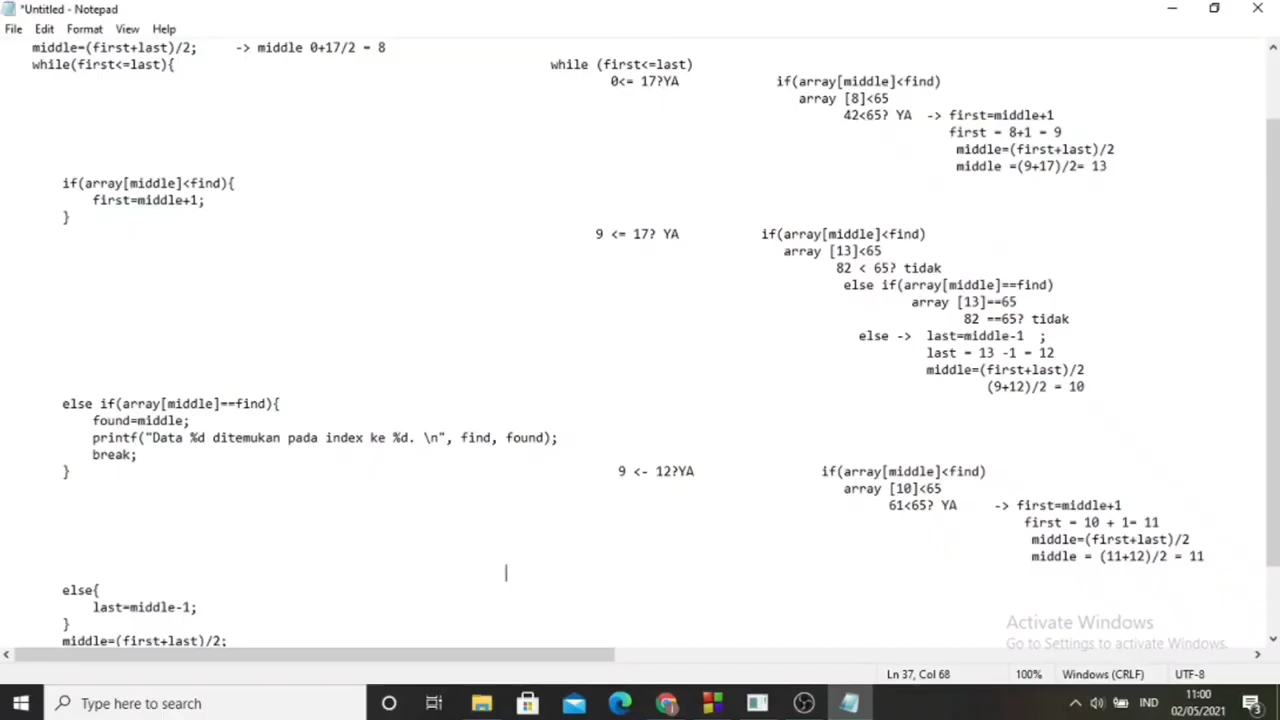 *Untitled - Notepad
File Edit Format View Help
middle=(first+last)/2; -> middle 0+17/2 = 8
while(first<=last){ while (first<=last)
0<= 17?YA if(array[middle]<find)
array [8]<65
42<65? YA -> first=middle+1
first = 8+1 = 9
middle=(first+last)/2
middle =(9+17)/2= 13
if(array[middle]<find){
first=middle+1;
}
9 <= 17? YA if(array[middle]<find)
array [13]<65
82 < 65? tidak
else if(array[middle]==find)
array [13]==65
82 ==65? tidak
else -> last=middle-1 ;
last = 13 -1 = 12
middle=(first+last)/2
(9+12)/2 = 10
else if(array[middle]==find){
found=middle;
printf("Data %d ditemukan pada index ke %d. \n", find, found);
break;
}
9 <- 12?YA if(array[middle]<find)
array [10]<65
61<65? YA -> first=middle+1
first = 10 + 1= 11
middle=(first+last)/2
middle = (11+12)/2 = 11
else{
last=middle-1;
}
middle=(first+last)/2;
Activate Windows
Go to Settings to activate Windows.
Ln 37, Col 68 100% Windows (CRLF) UTF-8
Type here to search
IND
11:00
02/05/2021
3